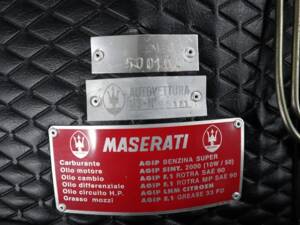 AUTOVETTURA
MASERATI
Carburante AGIP BENZINA SUPER
Olio motore AGIP SINT. 2000 (10W/50)
Olio cambio AGIP F.1 ROTRA SAE 90
Olio differenziale AGIP F.1 ROTRA MP SAE 90
Olio circuito H.P. AGIP LHM CITROEN
Grasso mozzi AGIP F.1 GREASE 33 FD